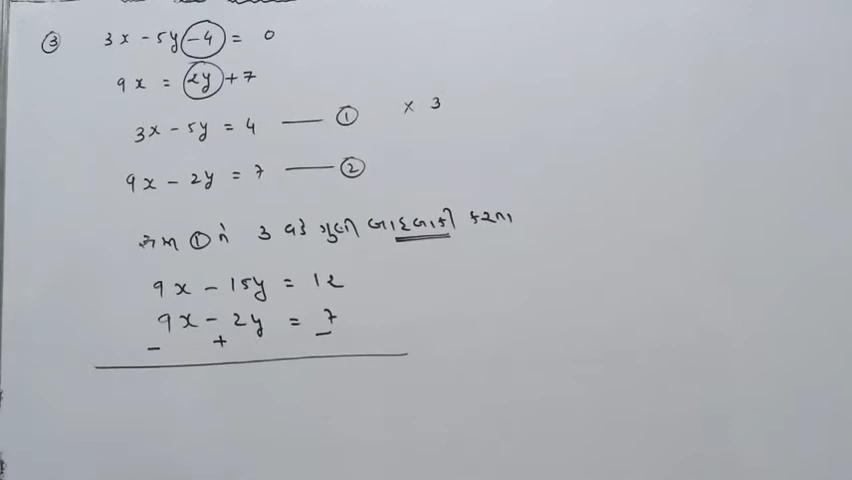 ③ 3x - 5y - 4 = 0
9x = 2y + 7
3x - 5y = 4 —— ① × 3
9x - 2y = 7 —— ②
સમી ① ને 3 વડે ગુણી બાદબાકી કરતા
9x - 15y = 12
9x - 2y = 7
- + -